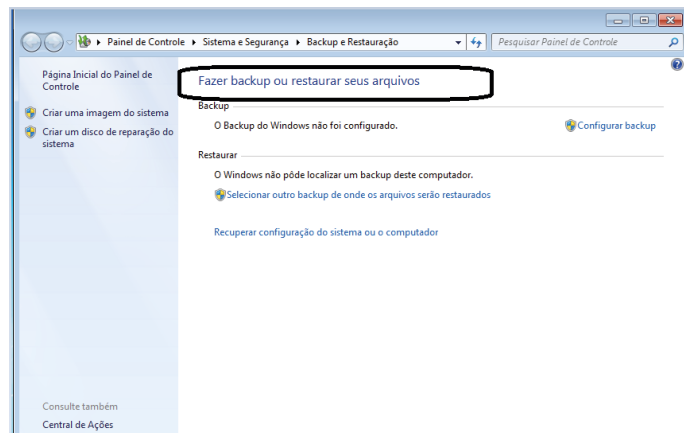 Painel de Controle Sistema e Segurança Backup e Restauração Pesquisar Painel de Controle
Página Inicial do Painel de
Controle
Criar uma imagem do sistema
Criar um disco de reparação do
sistema
Consulte também
Central de Ações
Fazer backup ou restaurar seus arquivos
Backup
O Backup do Windows não foi configurado.
Configurar backup
Restaurar
O Windows não pôde localizar um backup deste computador.
Selecionar outro backup de onde os arquivos serão restaurados
Recuperar configuração do sistema ou o computador